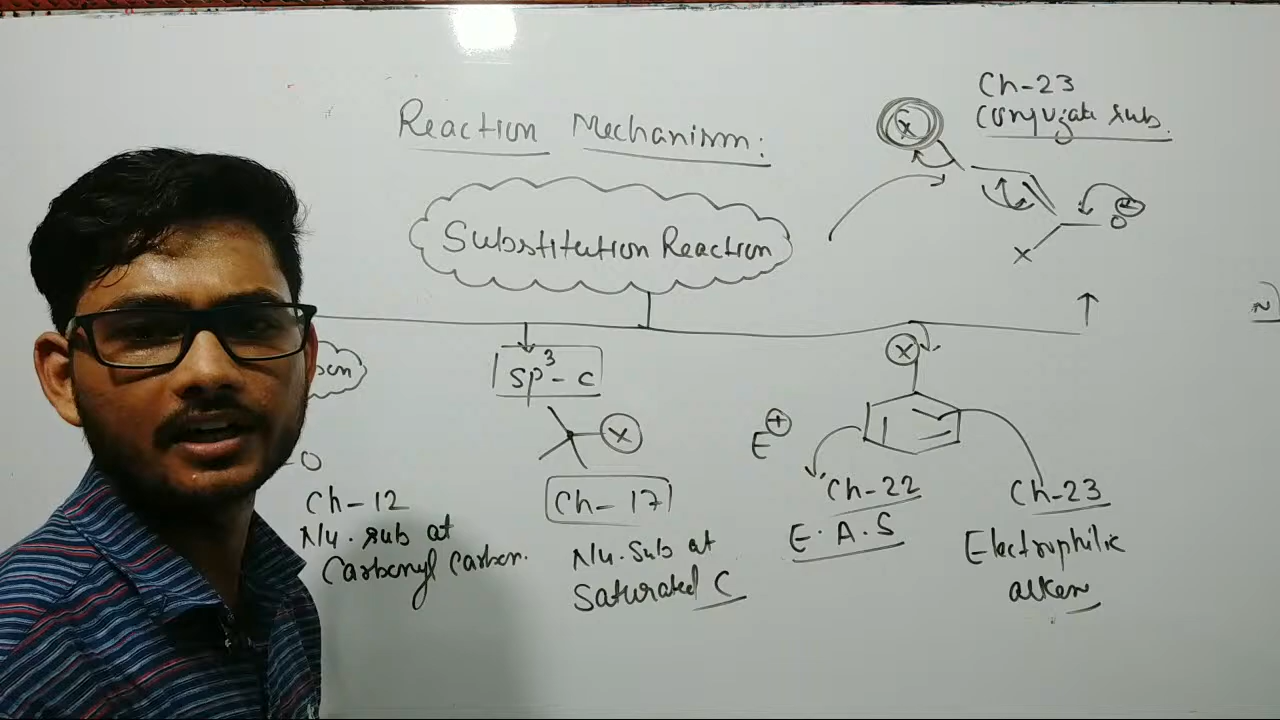 Reaction Mechanism:
Substitution Reaction
Ch-23
Conjugate sub.
X
O⊖
X
Sp³-C
X
X
E⊕
O
Ch-12
Nu. sub at
Carbonyl Carbon.
Ch-17
Nu. Sub at
Saturated C
Ch-22
E.A.S
Ch-23
Electrophilic
alken